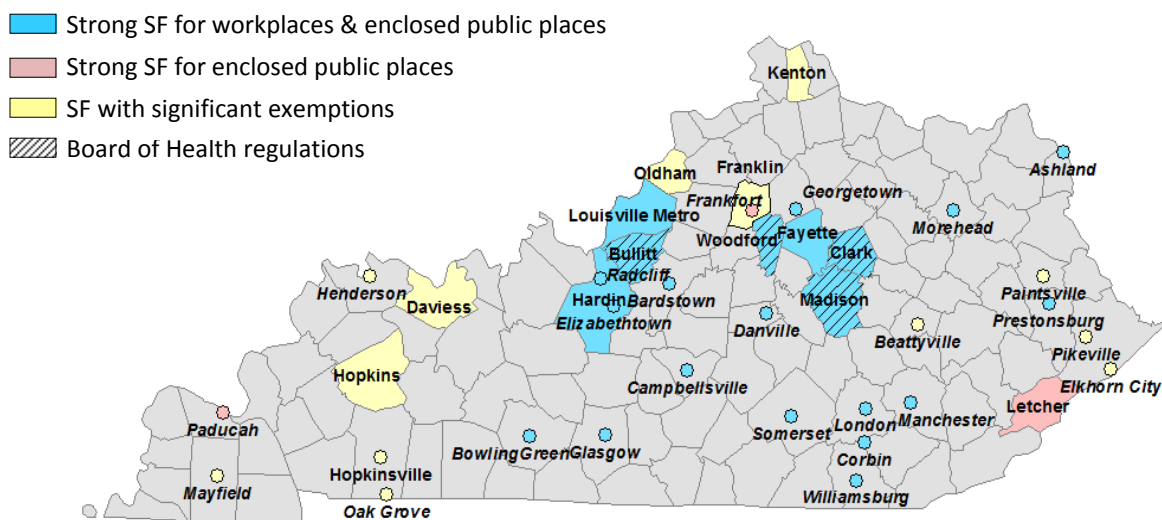 Strong SF for workplaces & enclosed public places
Strong SF for enclosed public places
SF with significant exemptions
Board of Health regulations
Kenton
Oldham
Franklin
Frankfort
Georgetown
Ashland
Louisville Metro
Woodford
Fayette
Morehead
Bullitt
Clark
Radcliff
Henderson
Daviess
Hardin
Bardstown
Madison
Paintsville
Elizabethtown
Danville
Prestonsburg
Beattyville
Pikeville
Hopkins
Campbellsville
Elkhorn City
Letcher
Paducah
Somerset
London
Manchester
BowlingGreen
Glasgow
Corbin
Hopkinsville
Mayfield
Williamsburg
Oak Grove